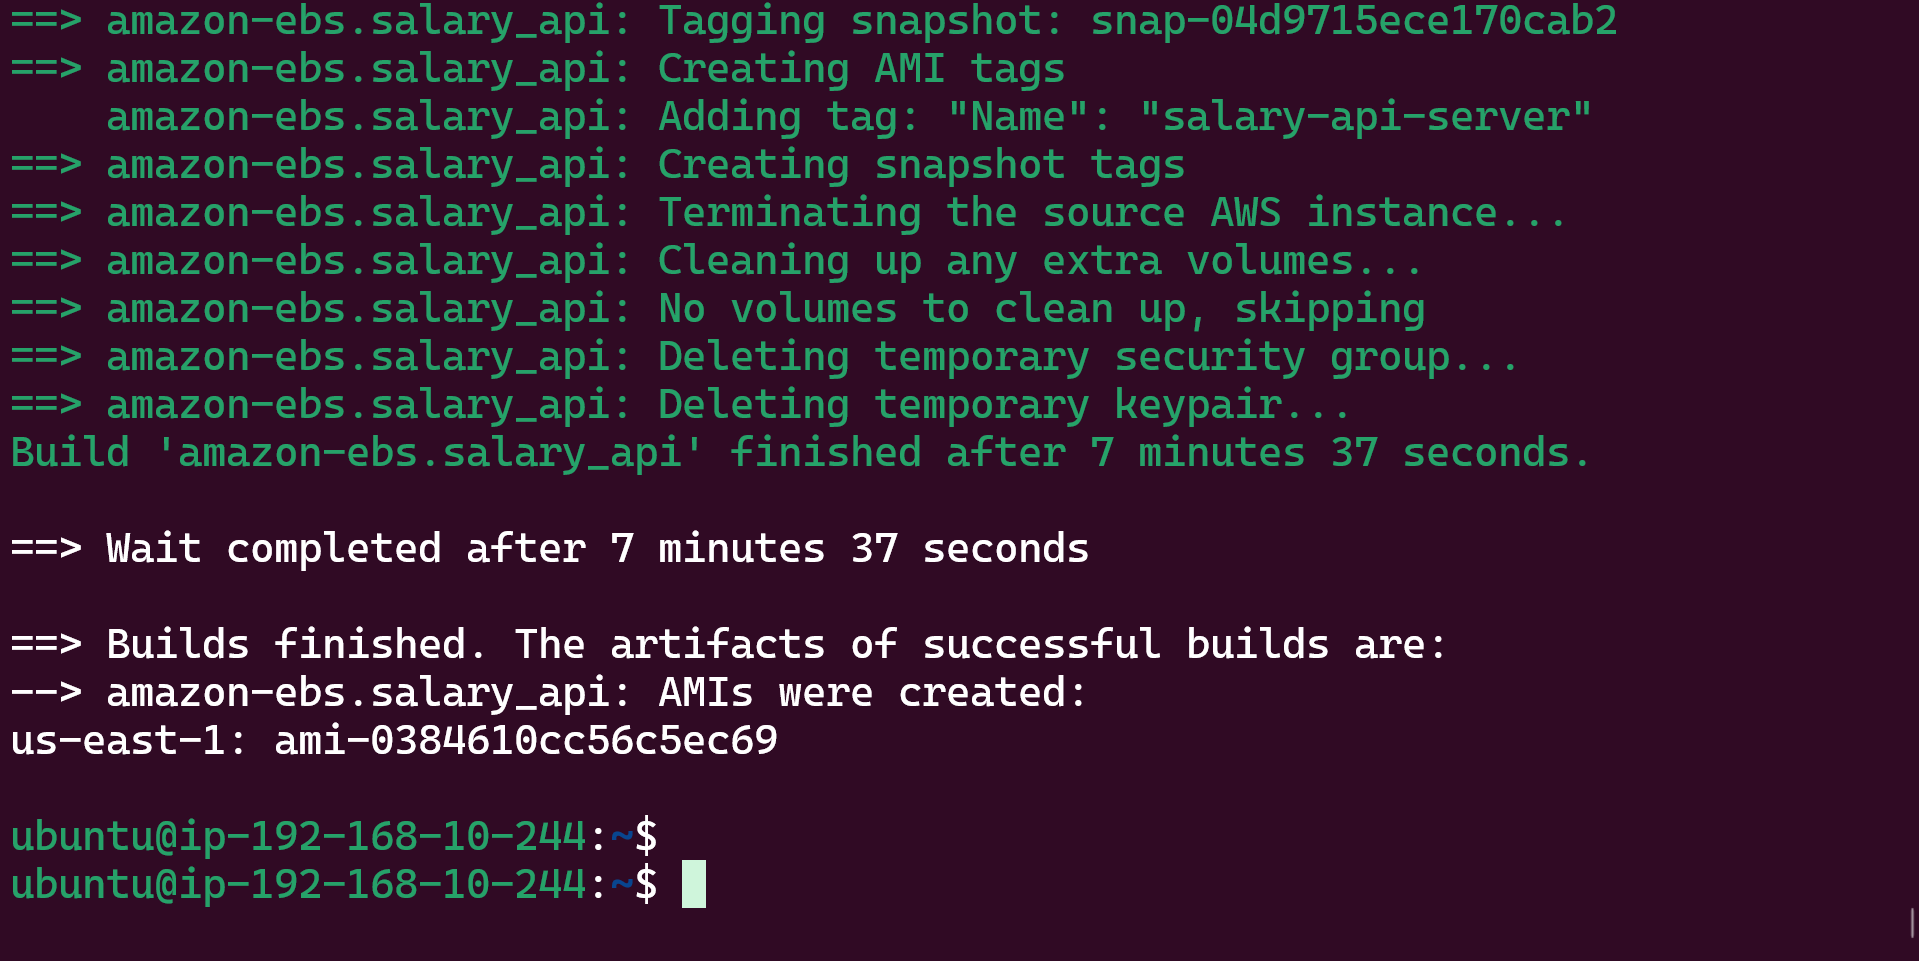 ==> amazon-ebs.salary_api: Tagging snapshot: snap-04d9715ece170cab2
==> amazon-ebs.salary_api: Creating AMI tags
    amazon-ebs.salary_api: Adding tag: "Name": "salary-api-server"
==> amazon-ebs.salary_api: Creating snapshot tags
==> amazon-ebs.salary_api: Terminating the source AWS instance...
==> amazon-ebs.salary_api: Cleaning up any extra volumes...
==> amazon-ebs.salary_api: No volumes to clean up, skipping
==> amazon-ebs.salary_api: Deleting temporary security group...
==> amazon-ebs.salary_api: Deleting temporary keypair...
Build 'amazon-ebs.salary_api' finished after 7 minutes 37 seconds.
==> Wait completed after 7 minutes 37 seconds
==> Builds finished. The artifacts of successful builds are:
--> amazon-ebs.salary_api: AMIs were created:
us-east-1: ami-0384610cc56c5ec69
ubuntu@ip-192-168-10-244:~$
ubuntu@ip-192-168-10-244:~$